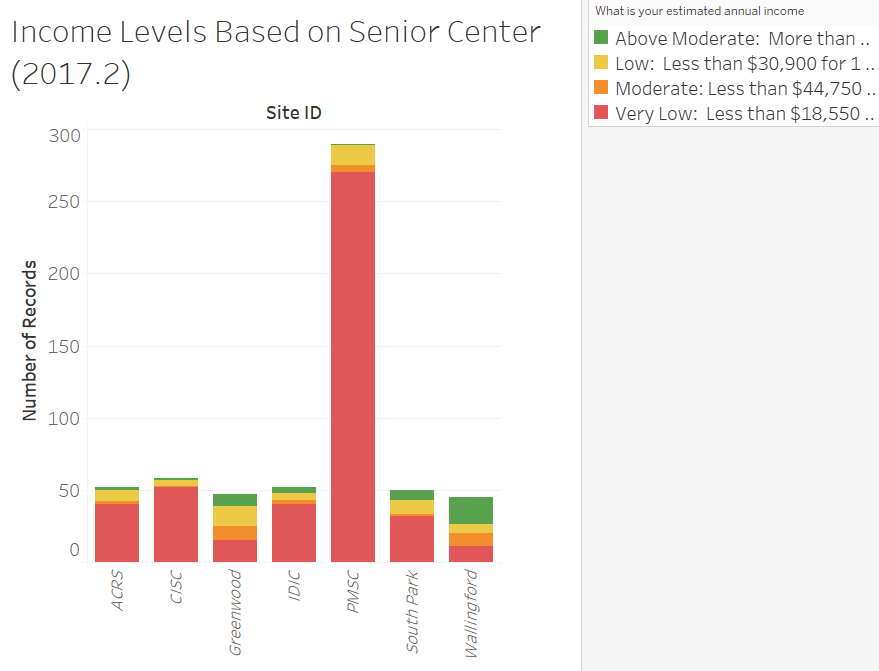 Income Levels Based on Senior Center
(2017.2)
Site ID
Number of Records
300
250
200
150
100
50
0
ACRS
CISC
Greenwood
IDIC
PMSC
South Park
Wallingford
What is your estimated annual income
Above Moderate: More than ..
Low: Less than $30,900 for 1 ..
Moderate: Less than $44,750 ..
Very Low: Less than $18,550 ..